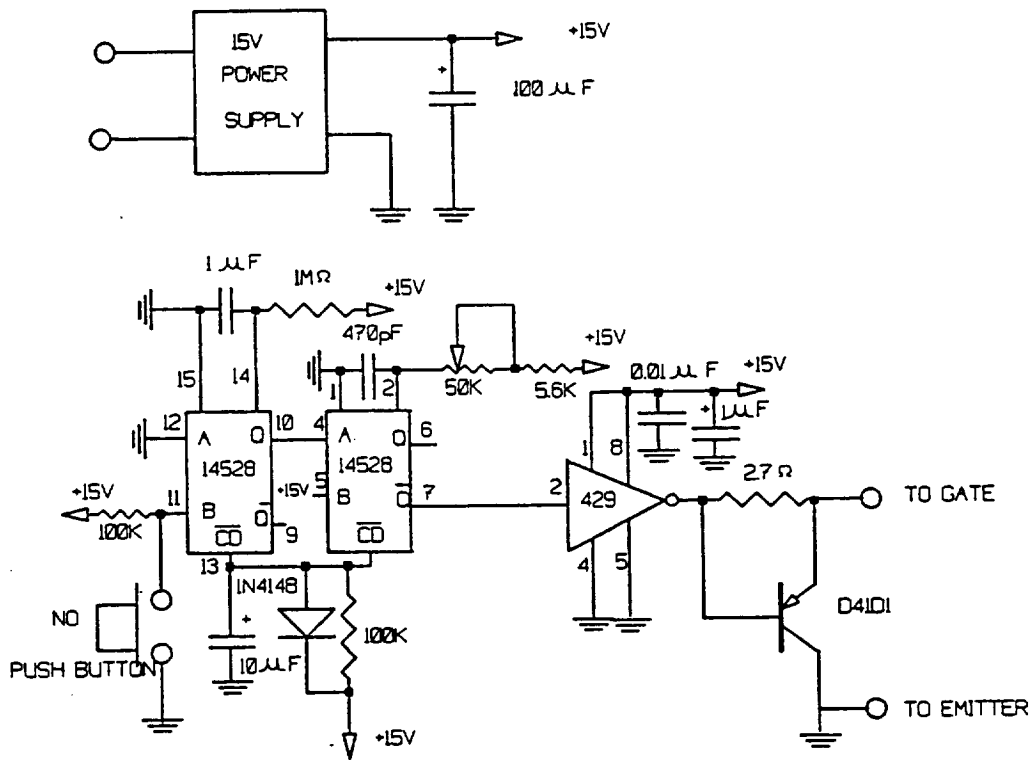 15V
POWER
SUPPLY
+15V
+
100 μF
1 μF
1MΩ
+15V
470pF
+15V
50K
5.6K
0.01 μF
+15V
+
1μF
15
14
1
2
12
A
Q
10
4
A
Q
6
14528
14528
+15V
5
1
8
2
429
2.7 Ω
TO GATE
+15V
11
B
Q
B
Q
7
100K
CD
9
CD
13
1N4148
4
5
D41D1
NO
+
100K
10 μF
PUSH BUTTON
TO EMITTER
+15V